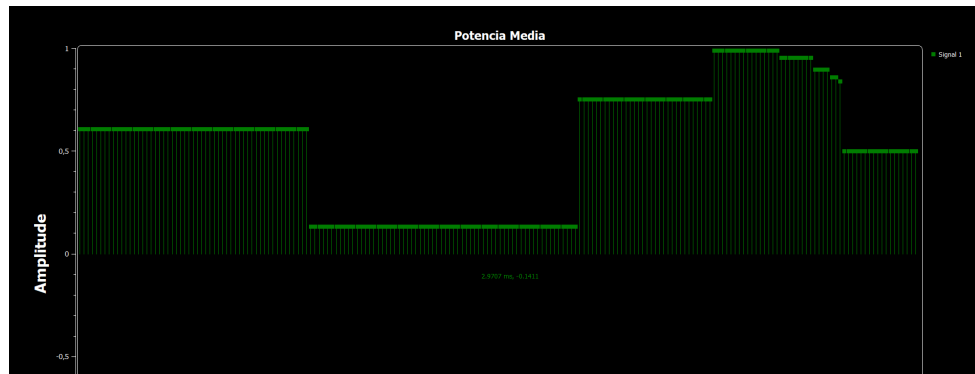 Potencia Media
Signal 1
1
0,5
0
-0,5
Amplitude
2.9707 ms, -0.1411